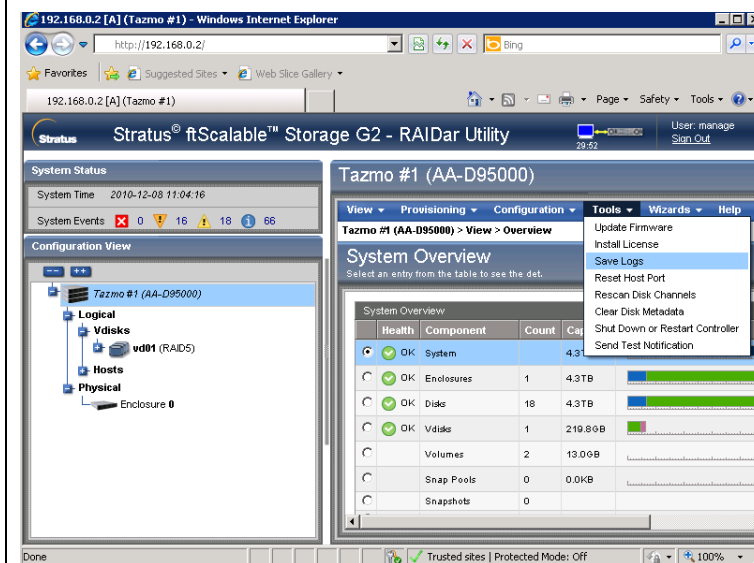 192.168.0.2 [A] (Tazmo #1) - Windows Internet Explorer
http://192.168.0.2/
Bing
Favorites Suggested Sites Web Slice Gallery
192.168.0.2 [A] (Tazmo #1)
Page Safety Tools
Stratus Stratus© ftScalable™ Storage G2 - RAIDar Utility
29:52
User: manage
Sign Out
System Status
System Time 2010-12-08 11:04:16
System Events 0 16 18 66
Configuration View
Tazmo #1 (AA-D95000)
Logical
Vdisks
vd01 (RAID5)
Hosts
Physical
Enclosure 0
Tazmo #1 (AA-D95000)
View Provisioning Configuration Tools Wizards Help
Tazmo #1 (AA-D95000) > View > Overview
Update Firmware
Install License
Save Logs
Reset Host Port
Rescan Disk Channels
Clear Disk Metadata
Shut Down or Restart Controller
Send Test Notification
System Overview
Select an entry from the table to see the det.
System Overview
Health Component Count Cap
OK System 4.3T
OK Enclosures 1 4.3TB
OK Disks 18 4.3TB
OK Vdisks 1 219.8GB
Volumes 2 13.0GB
Snap Pools 0 0.0KB
Snapshots 0
Done
Trusted sites | Protected Mode: Off
100%